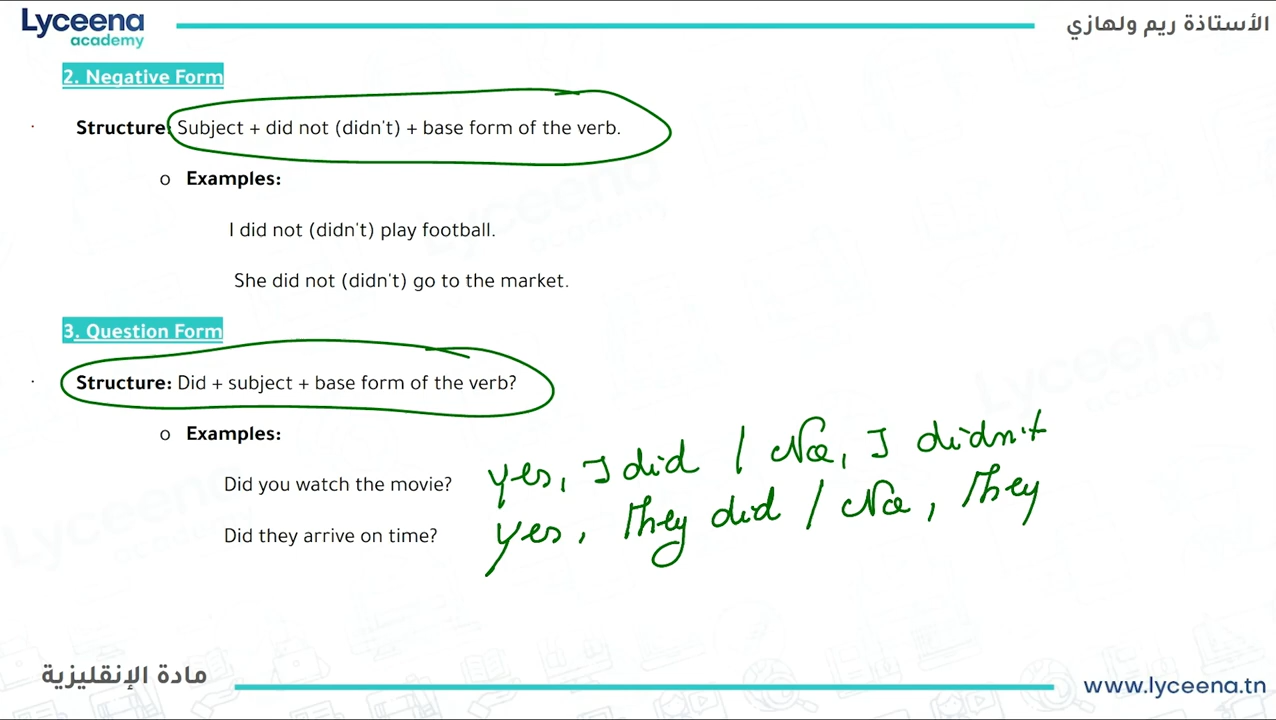 Lyceena
academy
الأستاذة ريم ولهازي
2. Negative Form
Structure: Subject + did not (didn't) + base form of the verb.
o Examples:
I did not (didn't) play football.
She did not (didn't) go to the market.
3. Question Form
Structure: Did + subject + base form of the verb?
o Examples:
Did you watch the movie? yes, I did / No, I didn't
Did they arrive on time? yes, they did / No, they
مادة الإنقليزية
www.lyceena.tn